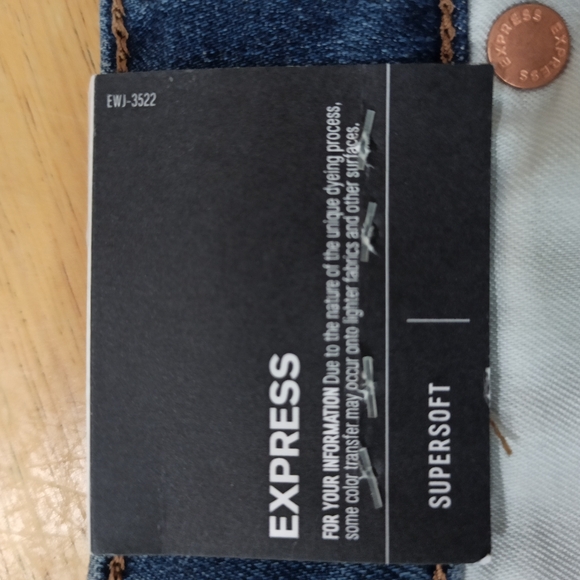 EWJ-3522
EXPRESS
FOR YOUR INFORMATION Due to the nature of the unique dyeing process,
some color transfer may occur onto lighter fabrics and other surfaces.
SUPERSOFT
EXPRESS EXPRESS